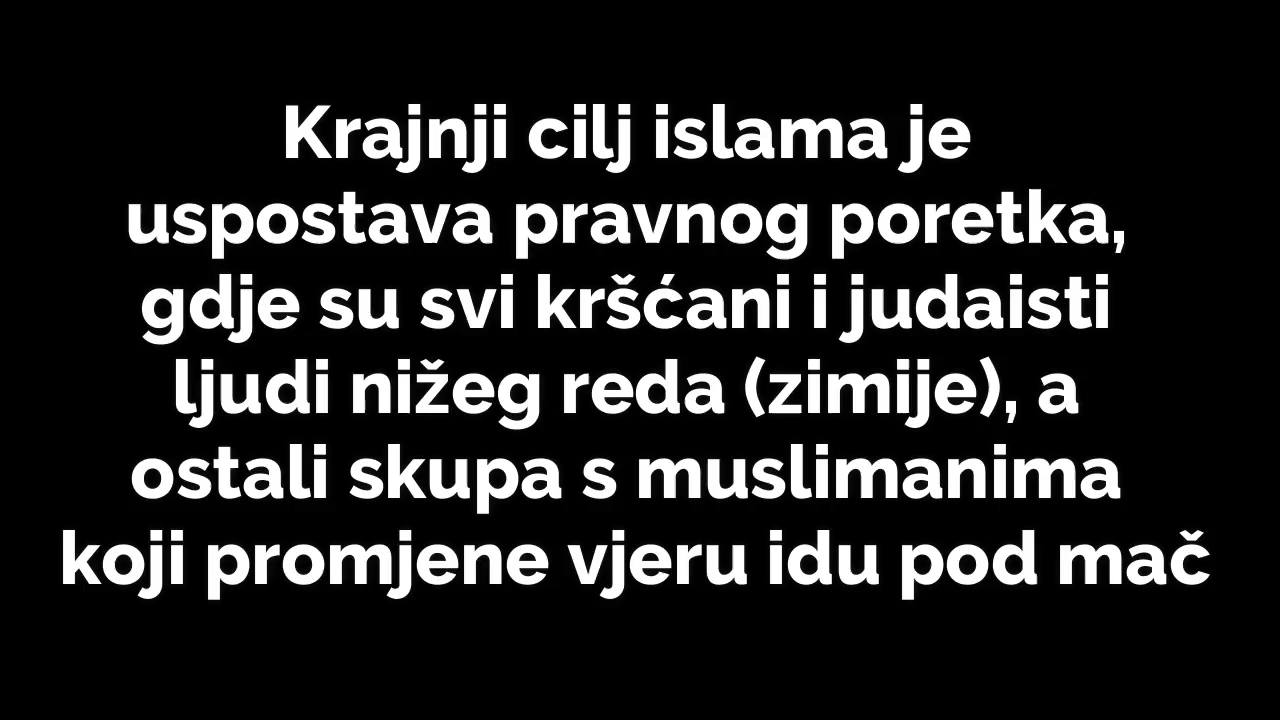 Krajnji cilj islama je
uspostava pravnog poretka,
gdje su svi kršćani i judaisti
ljudi nižeg reda (zimije), a
ostali skupa s muslimanima
koji promjene vjeru idu pod mač